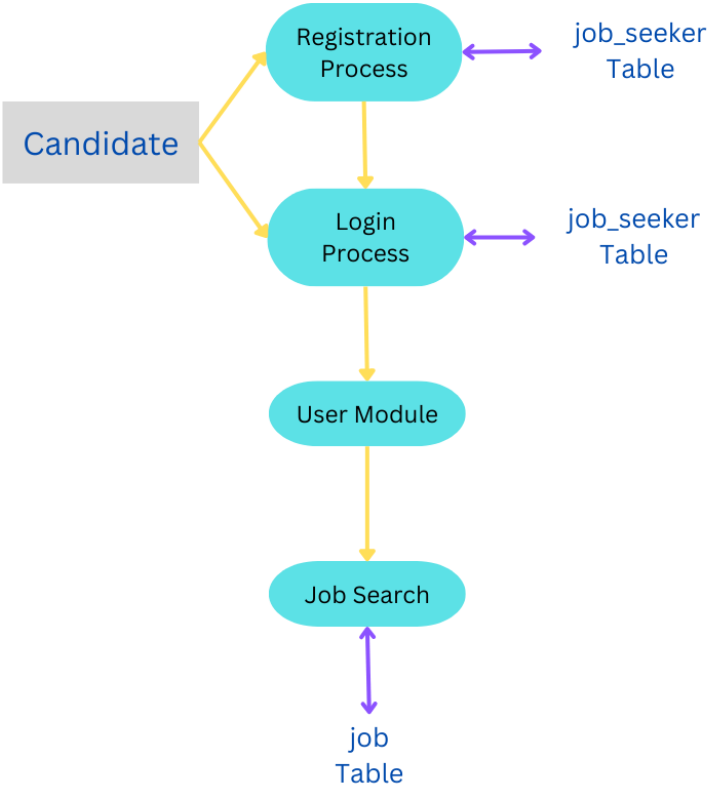 Registration
Process
job_seeker
Table
Candidate
Login
Process
job_seeker
Table
User Module
Job Search
job
Table